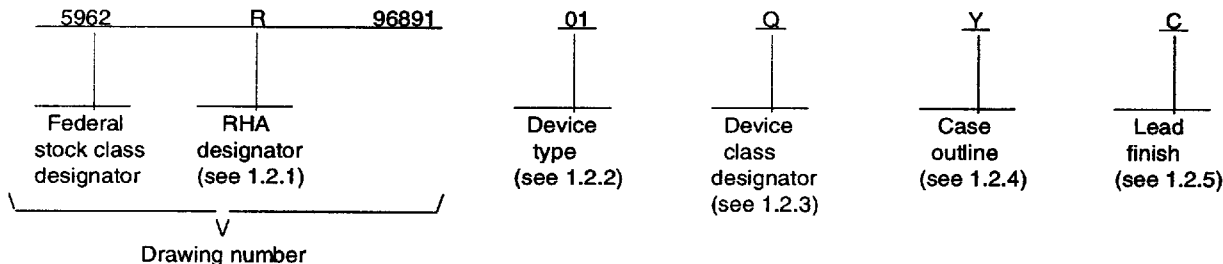 5962 R 96891 01 Q Y C
Federal stock class designator
RHA designator (see 1.2.1)
Device type (see 1.2.2)
Device class designator (see 1.2.3)
Case outline (see 1.2.4)
Lead finish (see 1.2.5)
Drawing number